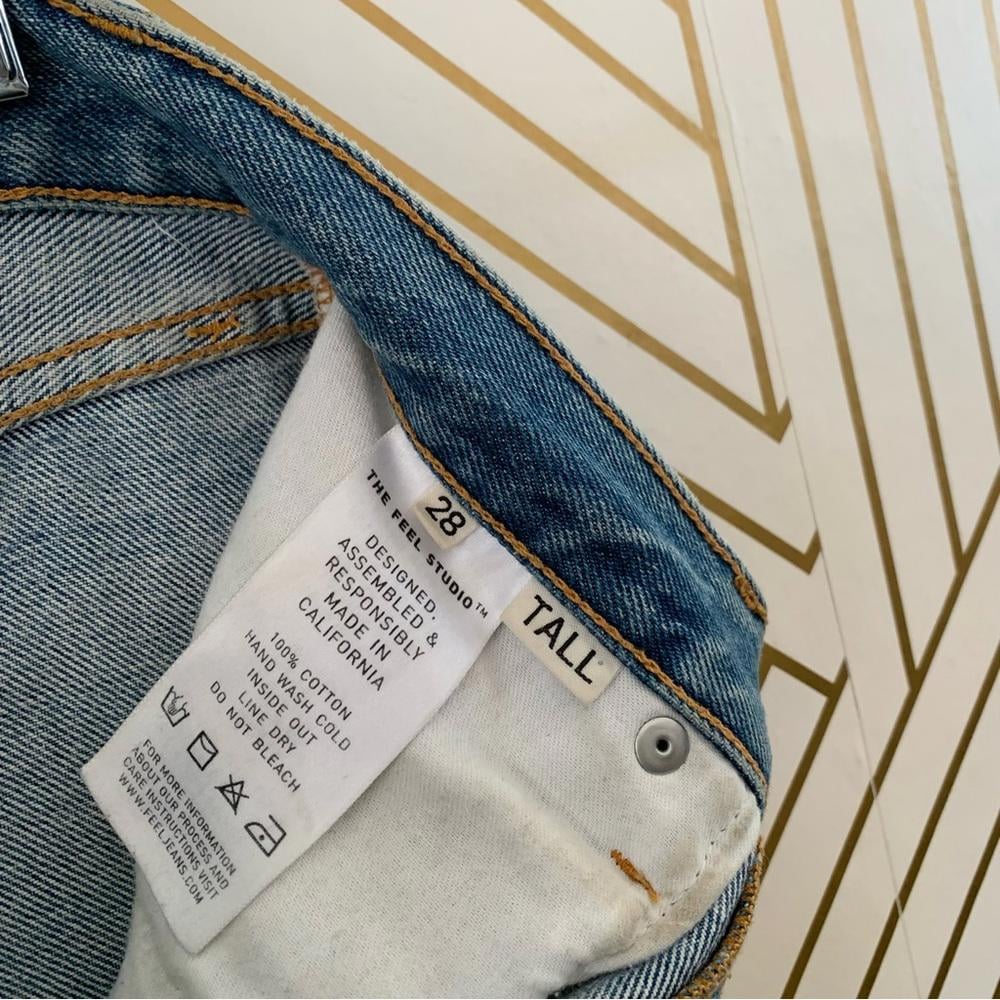 28
THE FEEL STUDIO™
TALL
DESIGNED,
ASSEMBLED &
RESPONSIBLY
MADE IN
CALIFORNIA
100% COTTON
HAND WASH COLD
INSIDE OUT
LINE DRY
DO NOT BLEACH
FOR MORE INFORMATION
ABOUT OUR PROCESS AND
CARE INSTRUCTIONS VISIT
WWW.FEELJEANS.COM